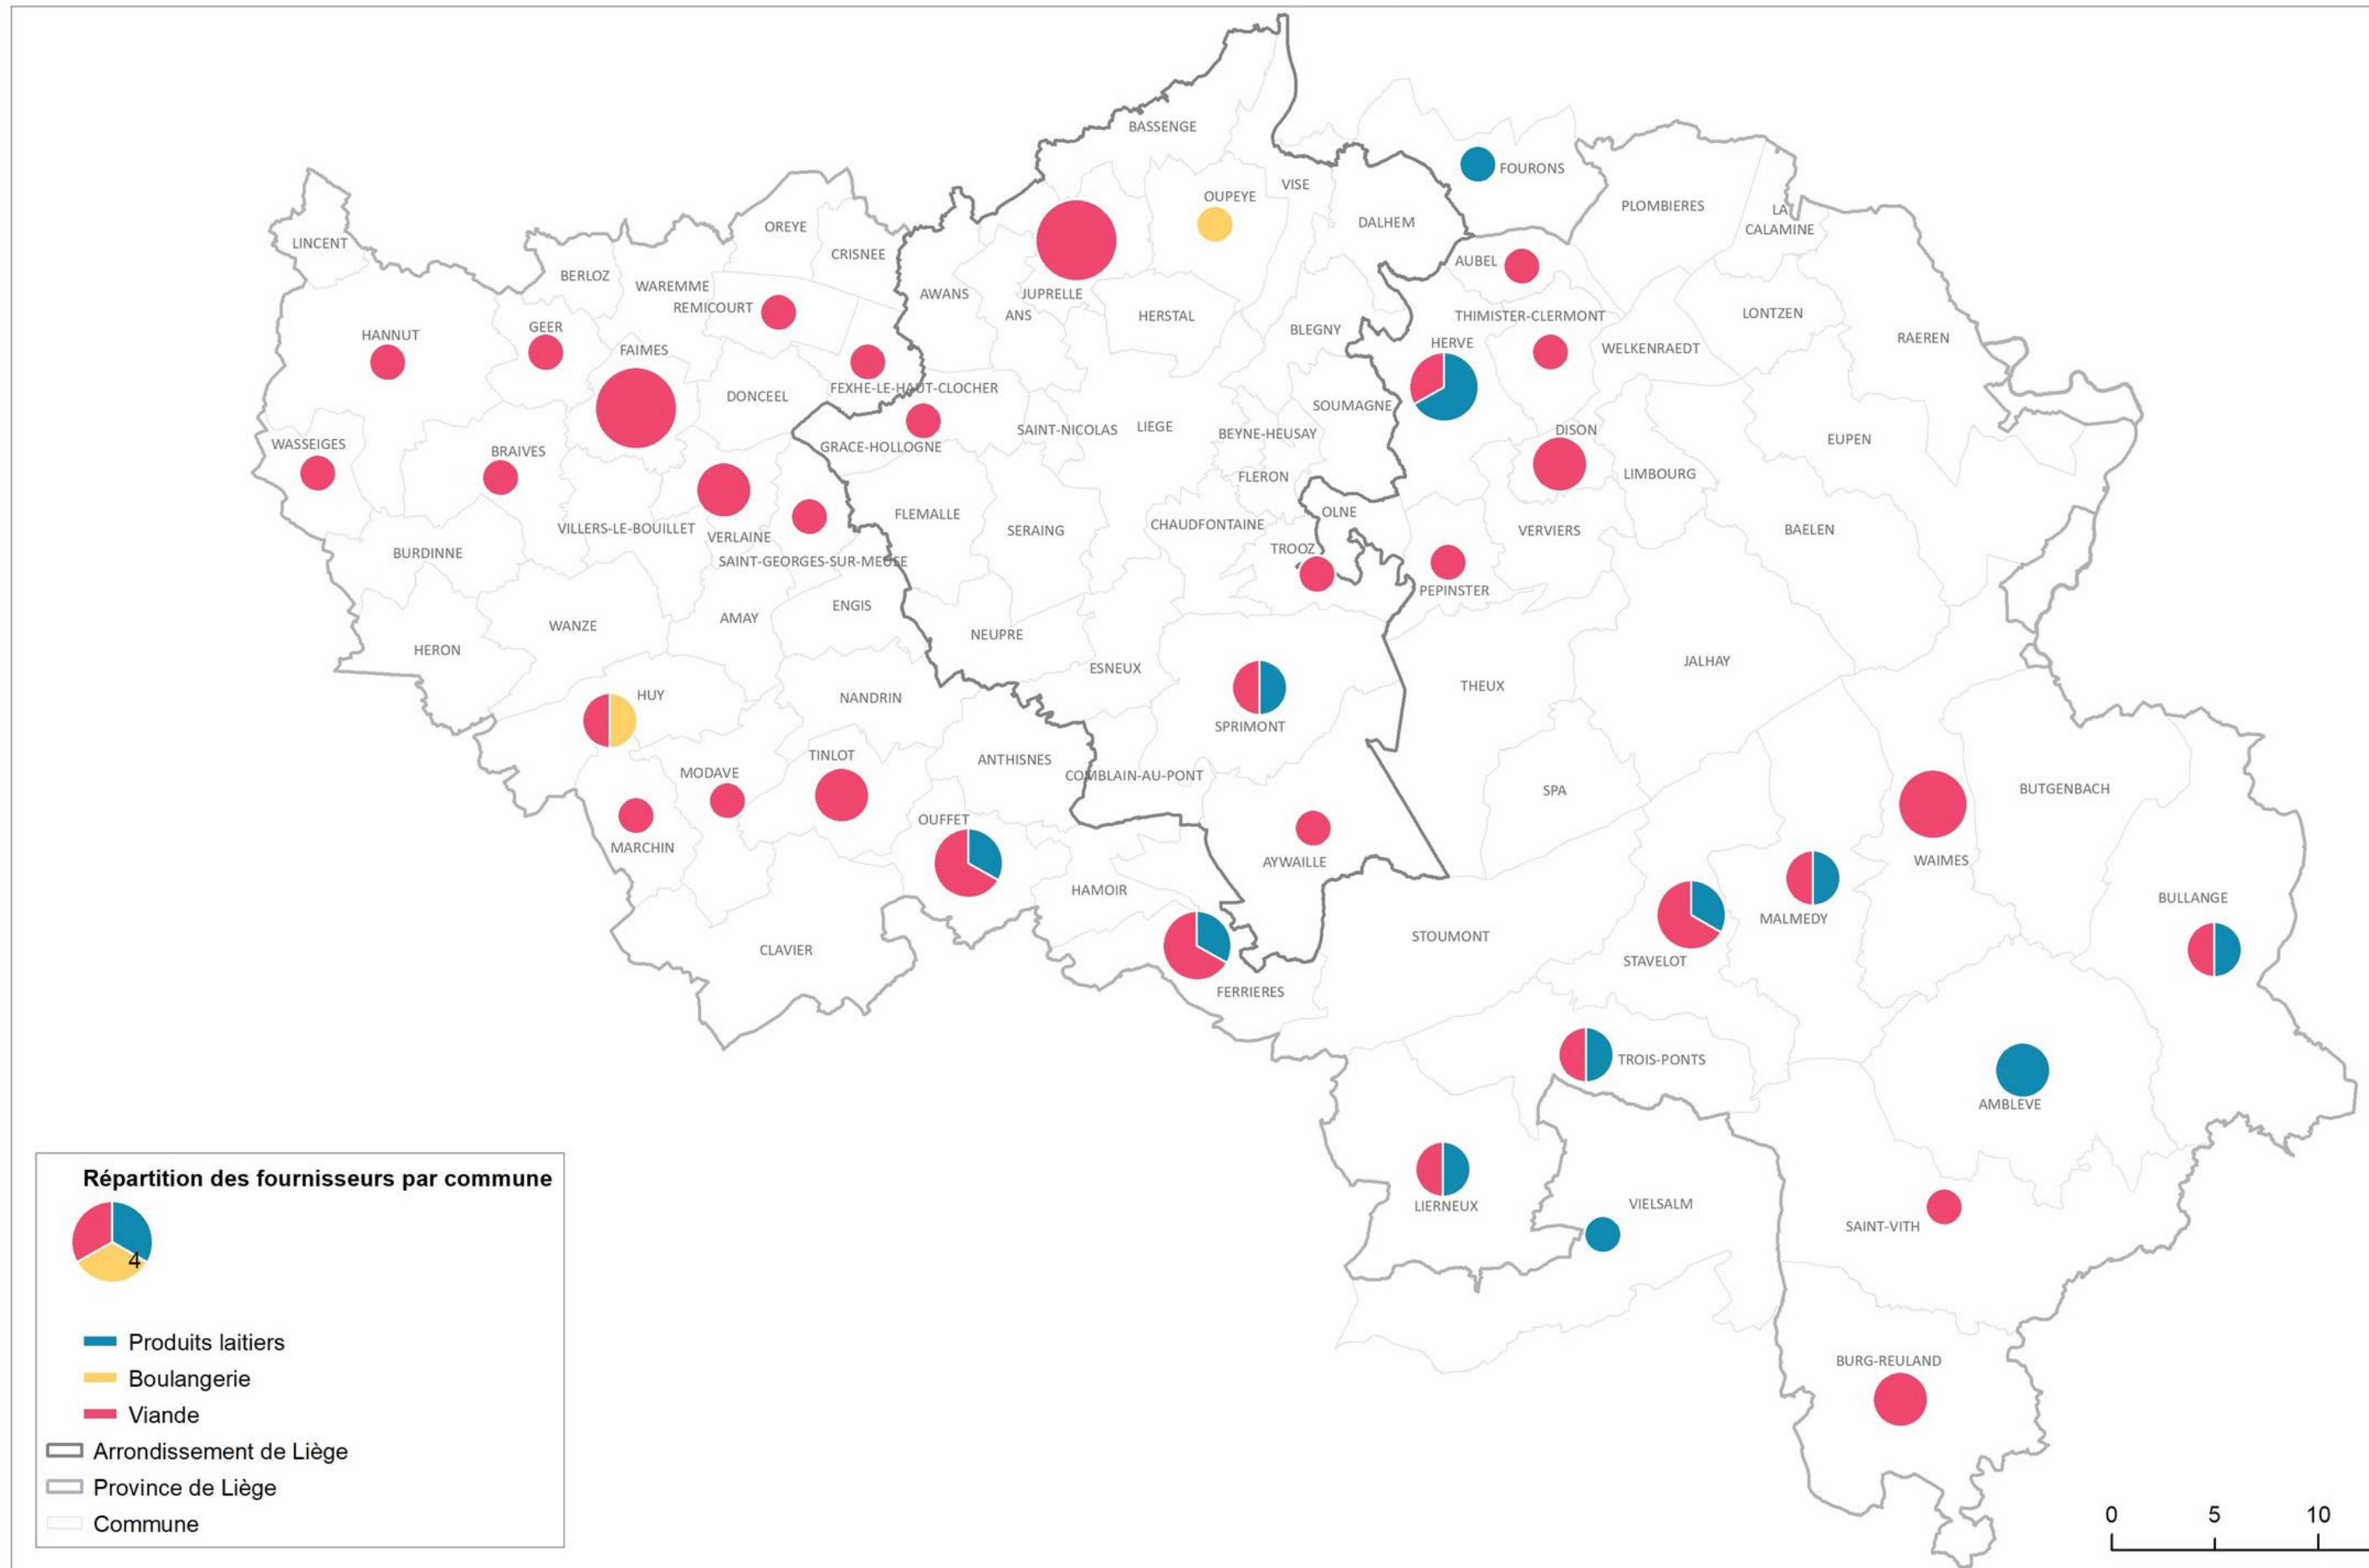 BASSENGE
FOURONS
VISE
OUPEYE
PLOMBIERES
LA
CALAMINE
DALHEM
OREYE
LINCENT
CRISNEE
AUBEL
BERLOZ
WAREMME
AWANS
JUPRELLE
REMICOURT
ANS
HERSTAL
THIMISTER-CLERMONT
LONTZEN
HANNUT
GEER
BLEGNY
RAEREN
FAIMES
HERVE
WELKENRAEDT
FEXHE-LE-HAUT-CLOCHER
DONCEEL
SOUMAGNE
WASSEIGES
BRAIVES
GRACE-HOLLOGNE
SAINT-NICOLAS
LIEGE
BEYNE-HEUSAY
DISON
EUPEN
FLERON
LIMBOURG
FLEMALLE
OLNE
VILLERS-LE-BOUILLET
VERLAINE
SERAING
CHAUDFONTAINE
VERVIERS
BAELEN
BURDINNE
SAINT-GEORGES-SUR-MEUSE
TROOZ
PEPINSTER
ENGIS
AMAY
WANZE
NEUPRE
HERON
ESNEUX
JALHAY
THEUX
HUY
NANDRIN
SPRIMONT
TINLOT
ANTHISNES
MODAVE
COMBLAIN-AU-PONT
SPA
BUTGENBACH
OUFFET
MARCHIN
AYWAILLE
WAIMES
HAMOIR
BULLANGE
MALMEDY
CLAVIER
STOUMONT
STAVELOT
FERRIERES
TROIS-PONTS
AMBLEVE
LIERNEUX
VIELSALM
SAINT-VITH
BURG-REULAND
Répartition des fournisseurs par commune
4
Produits laitiers
Boulangerie
Viande
Arrondissement de Liège
Province de Liège
Commune
0 5 10